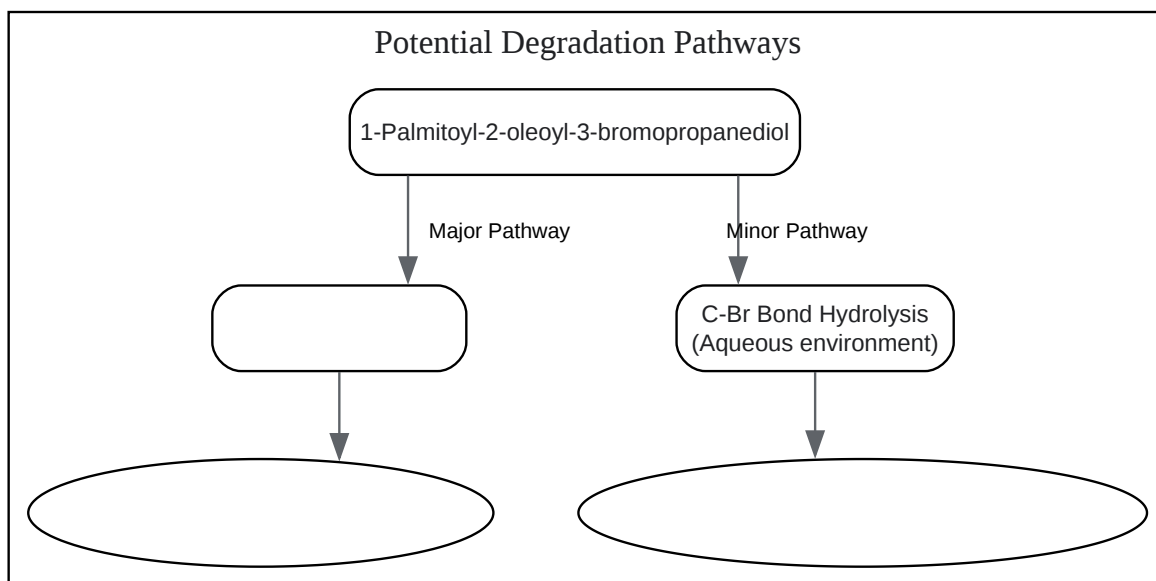 Potential Degradation Pathways
1-Palmitoyl-2-oleoyl-3-bromopropanediol
Major Pathway
Minor Pathway
C-Br Bond Hydrolysis
(Aqueous environment)